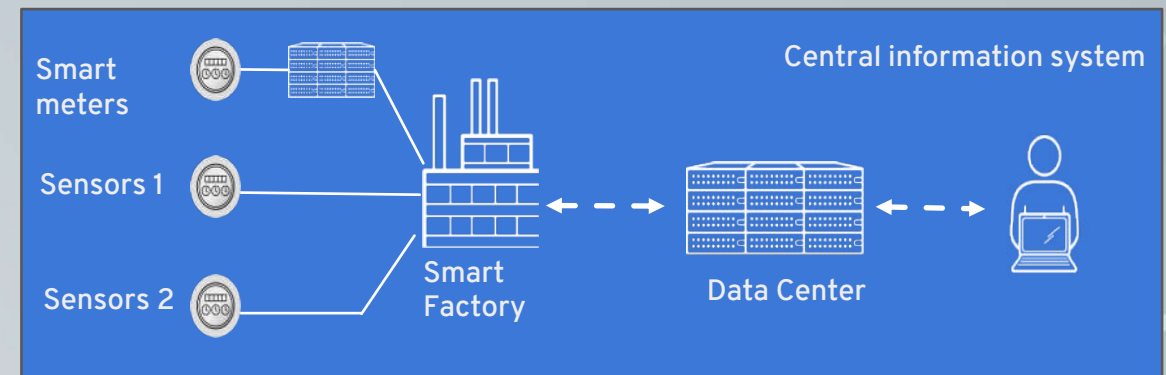 Smart
meters
Central information system
Sensors 1
Sensors 2
Smart
Factory
Data Center